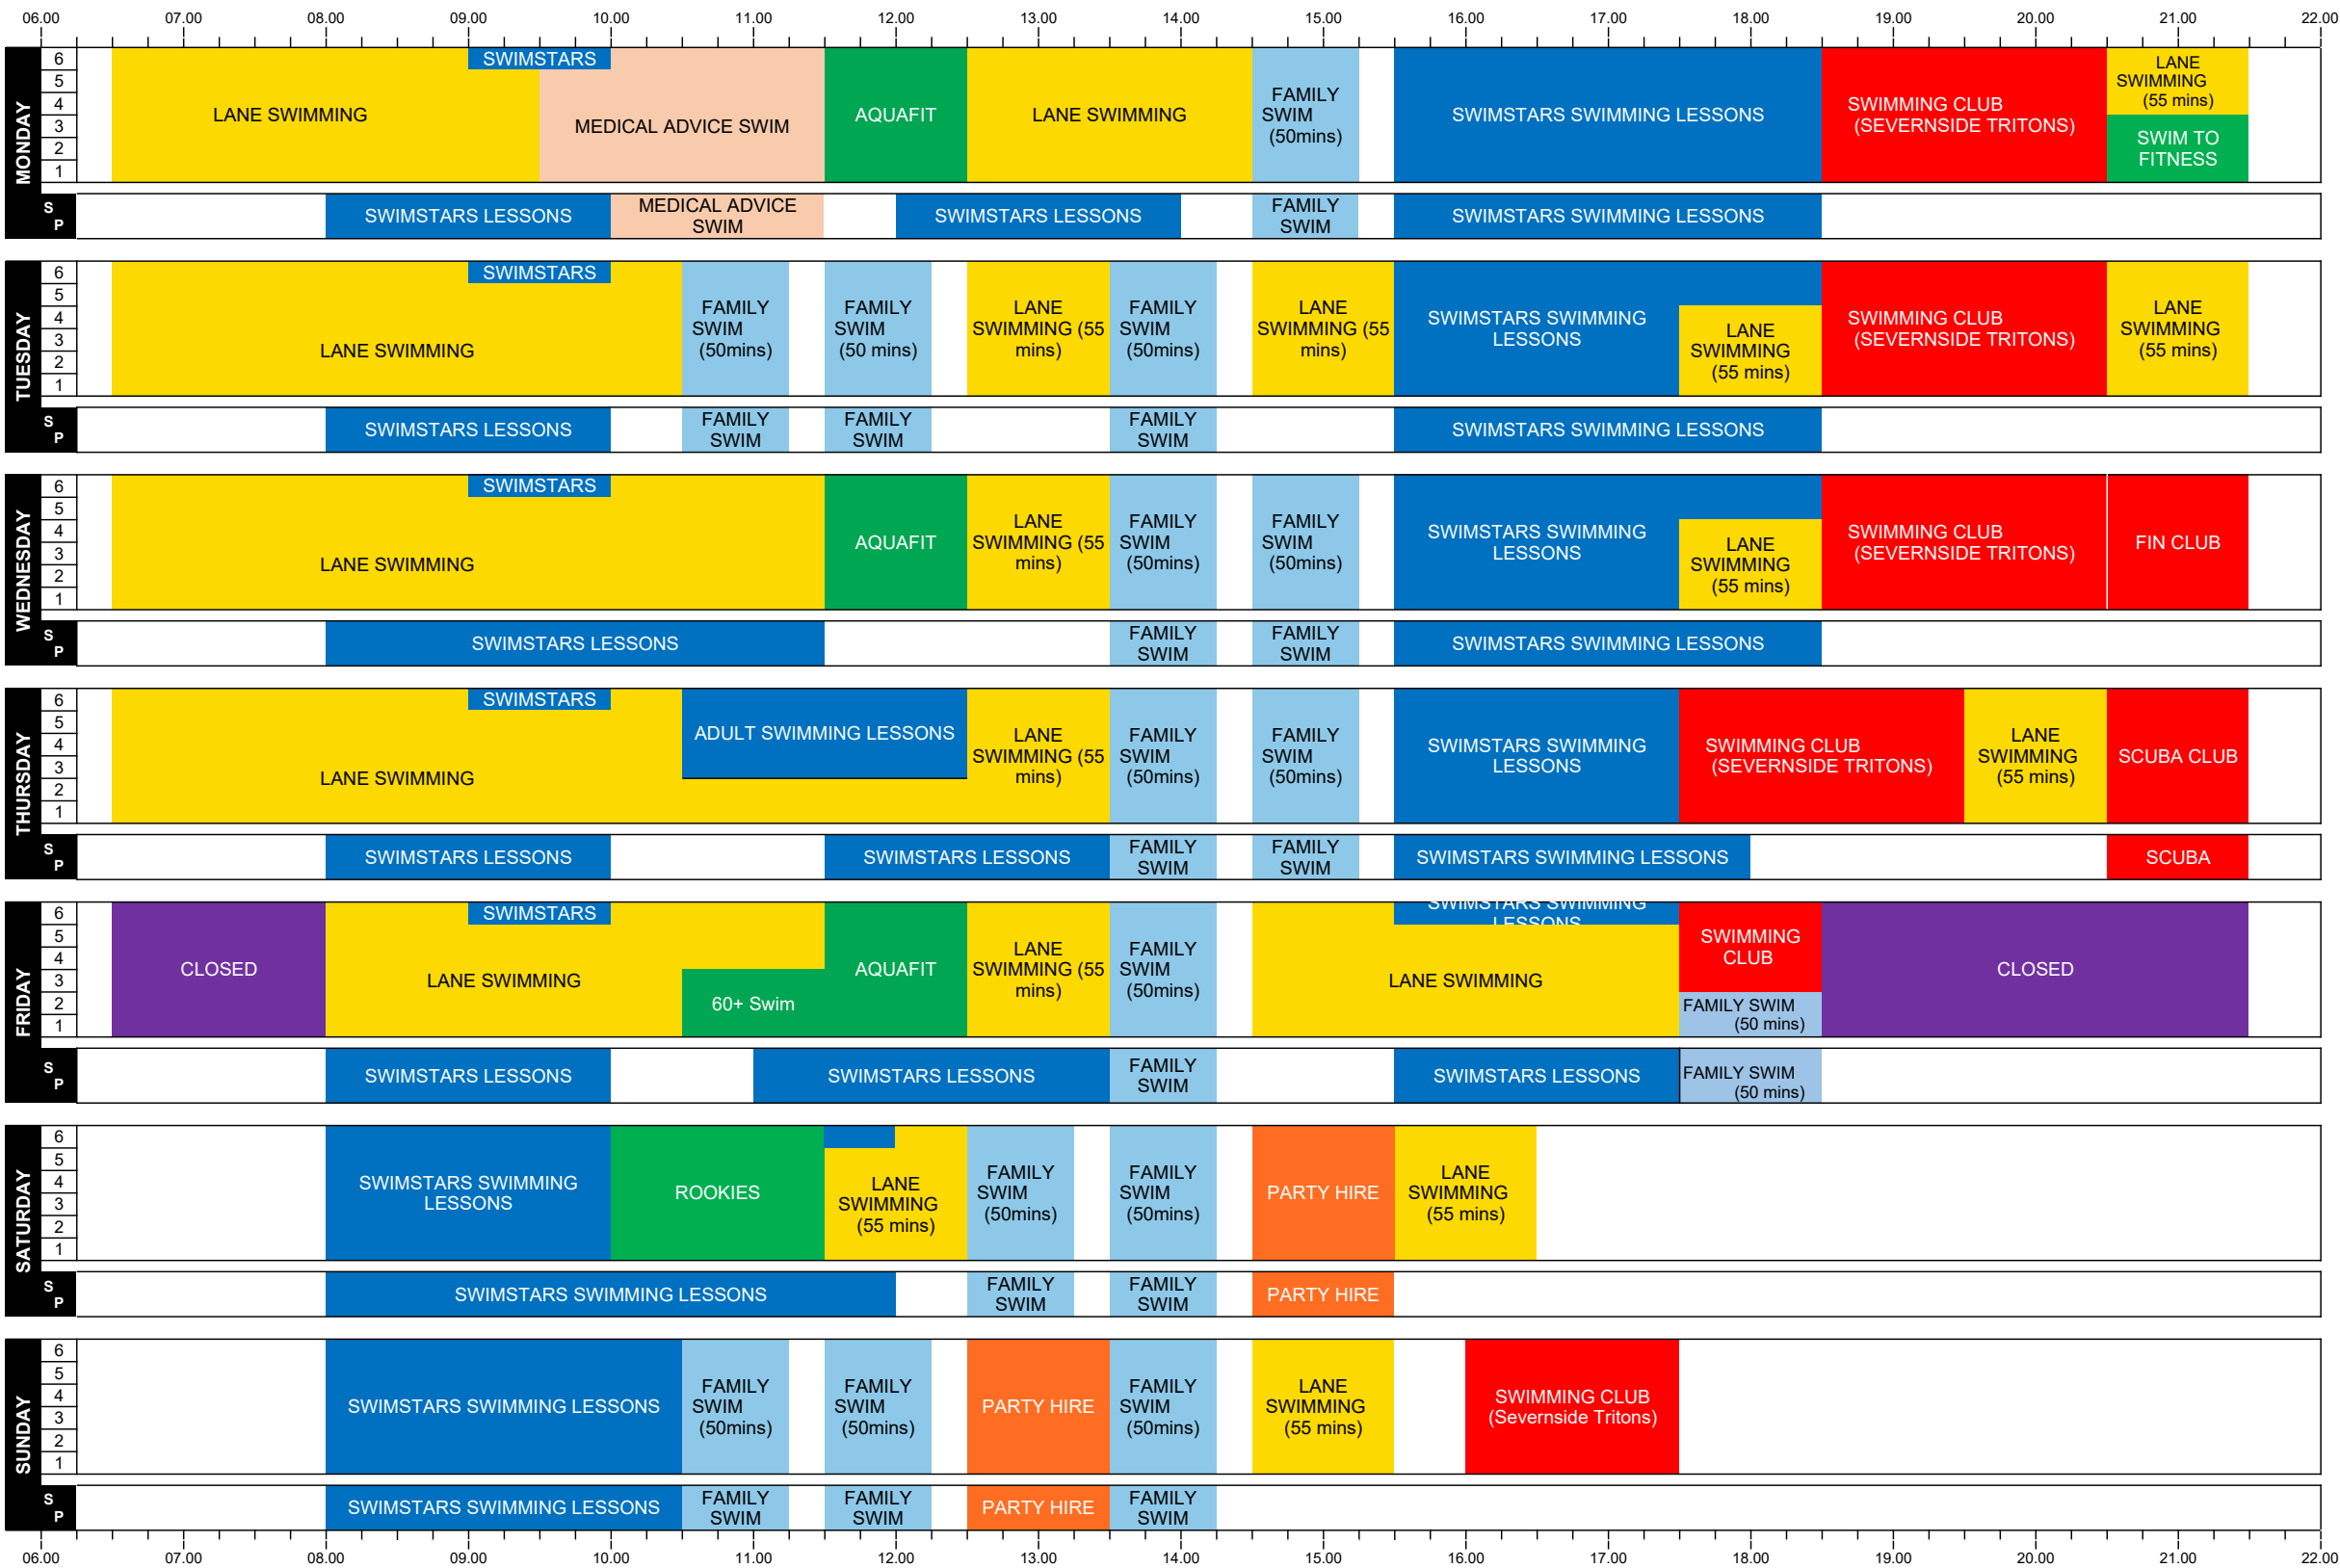 06.00 07.00 08.00 09.00 10.00 11.00 12.00 13.00 14.00 15.00 16.00 17.00 18.00 19.00 20.00 21.00 22.00
MONDAY
6
5
4
3
2
1
SWIMSTARS
LANE SWIMMING
MEDICAL ADVICE SWIM
AQUAFIT
LANE SWIMMING
FAMILY
SWIM
(50mins)
SWIMSTARS SWIMMING LESSONS
SWIMMING CLUB
(SEVERNSIDE TRITONS)
LANE
SWIMMING
(55 mins)
SWIM TO
FITNESS
S
P
SWIMSTARS LESSONS
MEDICAL ADVICE
SWIM
SWIMSTARS LESSONS
FAMILY
SWIM
SWIMSTARS SWIMMING LESSONS
TUESDAY
6
5
4
3
2
1
SWIMSTARS
LANE SWIMMING
FAMILY
SWIM
(50mins)
FAMILY
SWIM
(50 mins)
LANE
SWIMMING (55
mins)
FAMILY
SWIM
(50mins)
LANE
SWIMMING (55
mins)
SWIMSTARS SWIMMING
LESSONS
LANE
SWIMMING
(55 mins)
SWIMMING CLUB
(SEVERNSIDE TRITONS)
LANE
SWIMMING
(55 mins)
S
P
SWIMSTARS LESSONS
FAMILY
SWIM
FAMILY
SWIM
FAMILY
SWIM
SWIMSTARS SWIMMING LESSONS
WEDNESDAY
6
5
4
3
2
1
SWIMSTARS
LANE SWIMMING
AQUAFIT
LANE
SWIMMING (55
mins)
FAMILY
SWIM
(50mins)
FAMILY
SWIM
(50mins)
SWIMSTARS SWIMMING
LESSONS
LANE
SWIMMING
(55 mins)
SWIMMING CLUB
(SEVERNSIDE TRITONS)
FIN CLUB
S
P
SWIMSTARS LESSONS
FAMILY
SWIM
FAMILY
SWIM
SWIMSTARS SWIMMING LESSONS
THURSDAY
6
5
4
3
2
1
SWIMSTARS
LANE SWIMMING
ADULT SWIMMING LESSONS
LANE
SWIMMING (55
mins)
FAMILY
SWIM
(50mins)
FAMILY
SWIM
(50mins)
SWIMSTARS SWIMMING
LESSONS
SWIMMING CLUB
(SEVERNSIDE TRITONS)
LANE
SWIMMING
(55 mins)
SCUBA CLUB
S
P
SWIMSTARS LESSONS
SWIMSTARS LESSONS
FAMILY
SWIM
FAMILY
SWIM
SWIMSTARS SWIMMING LESSONS
SCUBA
FRIDAY
6
5
4
3
2
1
CLOSED
SWIMSTARS
LANE SWIMMING
60+ Swim
AQUAFIT
LANE
SWIMMING (55
mins)
FAMILY
SWIM
(50mins)
SWIMSTARS SWIMMING
LESSONS
LANE SWIMMING
SWIMMING
CLUB
FAMILY SWIM
(50 mins)
CLOSED
S
P
SWIMSTARS LESSONS
SWIMSTARS LESSONS
FAMILY
SWIM
SWIMSTARS LESSONS
FAMILY SWIM
(50 mins)
SATURDAY
6
5
4
3
2
1
SWIMSTARS SWIMMING
LESSONS
ROOKIES
LANE
SWIMMING
(55 mins)
FAMILY
SWIM
(50mins)
FAMILY
SWIM
(50mins)
PARTY HIRE
LANE
SWIMMING
(55 mins)
S
P
SWIMSTARS SWIMMING LESSONS
FAMILY
SWIM
FAMILY
SWIM
PARTY HIRE
SUNDAY
6
5
4
3
2
1
SWIMSTARS SWIMMING LESSONS
FAMILY
SWIM
(50mins)
FAMILY
SWIM
(50mins)
PARTY HIRE
FAMILY
SWIM
(50mins)
LANE
SWIMMING
(55 mins)
SWIMMING CLUB
(Severnside Tritons)
S
P
SWIMSTARS SWIMMING LESSONS
FAMILY
SWIM
FAMILY
SWIM
PARTY HIRE
FAMILY
SWIM
06.00 07.00 08.00 09.00 10.00 11.00 12.00 13.00 14.00 15.00 16.00 17.00 18.00 19.00 20.00 21.00 22.00